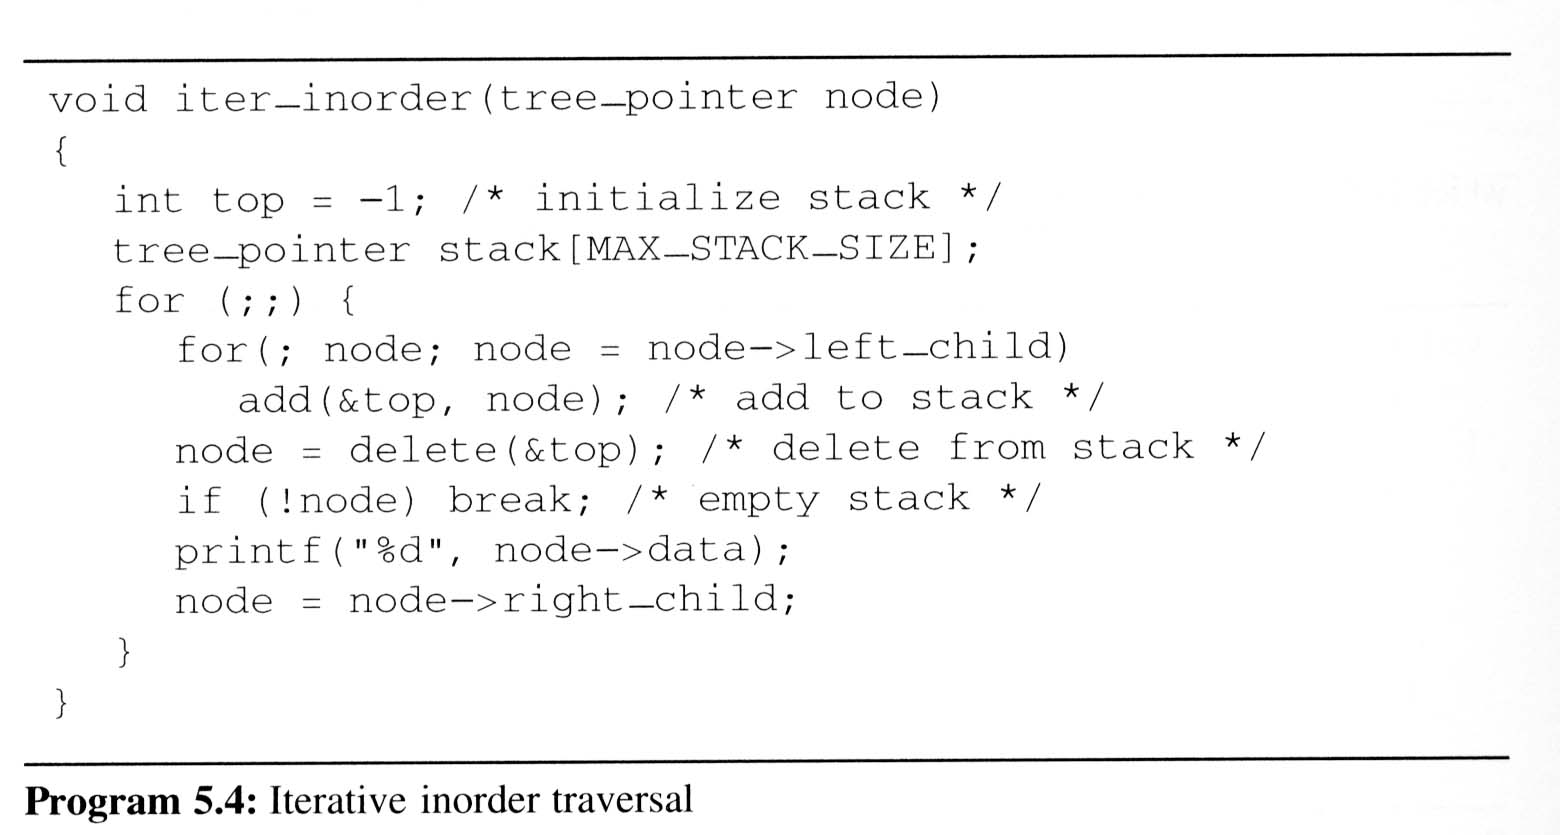 void iter_inorder(tree_pointer node)
{
   int top = -1; /* initialize stack */
   tree_pointer stack[MAX_STACK_SIZE];
   for (;;) {
      for(; node; node = node->left_child)
         add(&top, node); /* add to stack */
      node = delete(&top); /* delete from stack */
      if (!node) break; /* empty stack */
      printf("%d", node->data);
      node = node->right_child;
   }
}
Program 5.4: Iterative inorder traversal